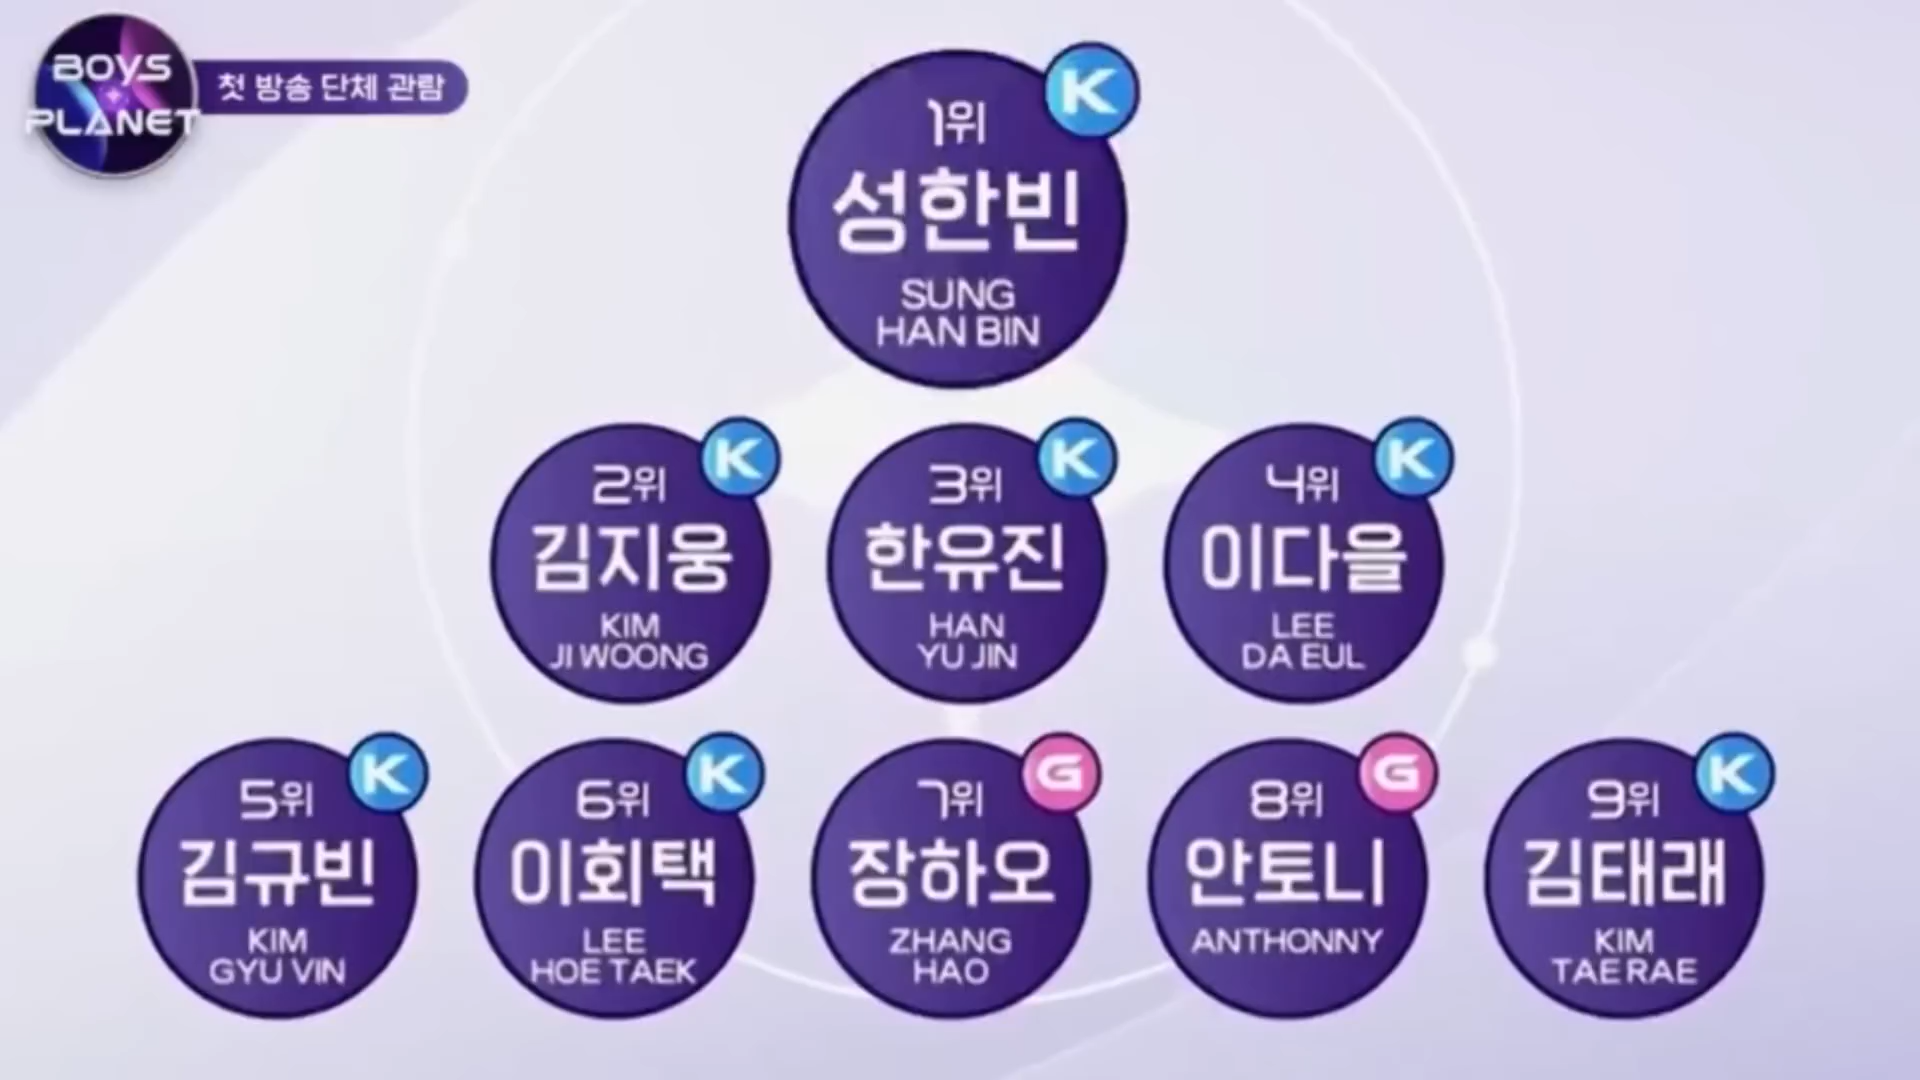 BOYS
PLANET
첫 방송 단체 관람
K
1위
성한빈
SUNG
HAN BIN
K
2위
김지웅
KIM
JI WOONG
K
3위
한유진
HAN
YU JIN
K
4위
이다을
LEE
DA EUL
K
5위
김규빈
KIM
GYU VIN
K
6위
이회택
LEE
HOE TAEK
G
7위
장하오
ZHANG
HAO
G
8위
안토니
ANTHONNY
K
9위
김태래
KIM
TAE RAE